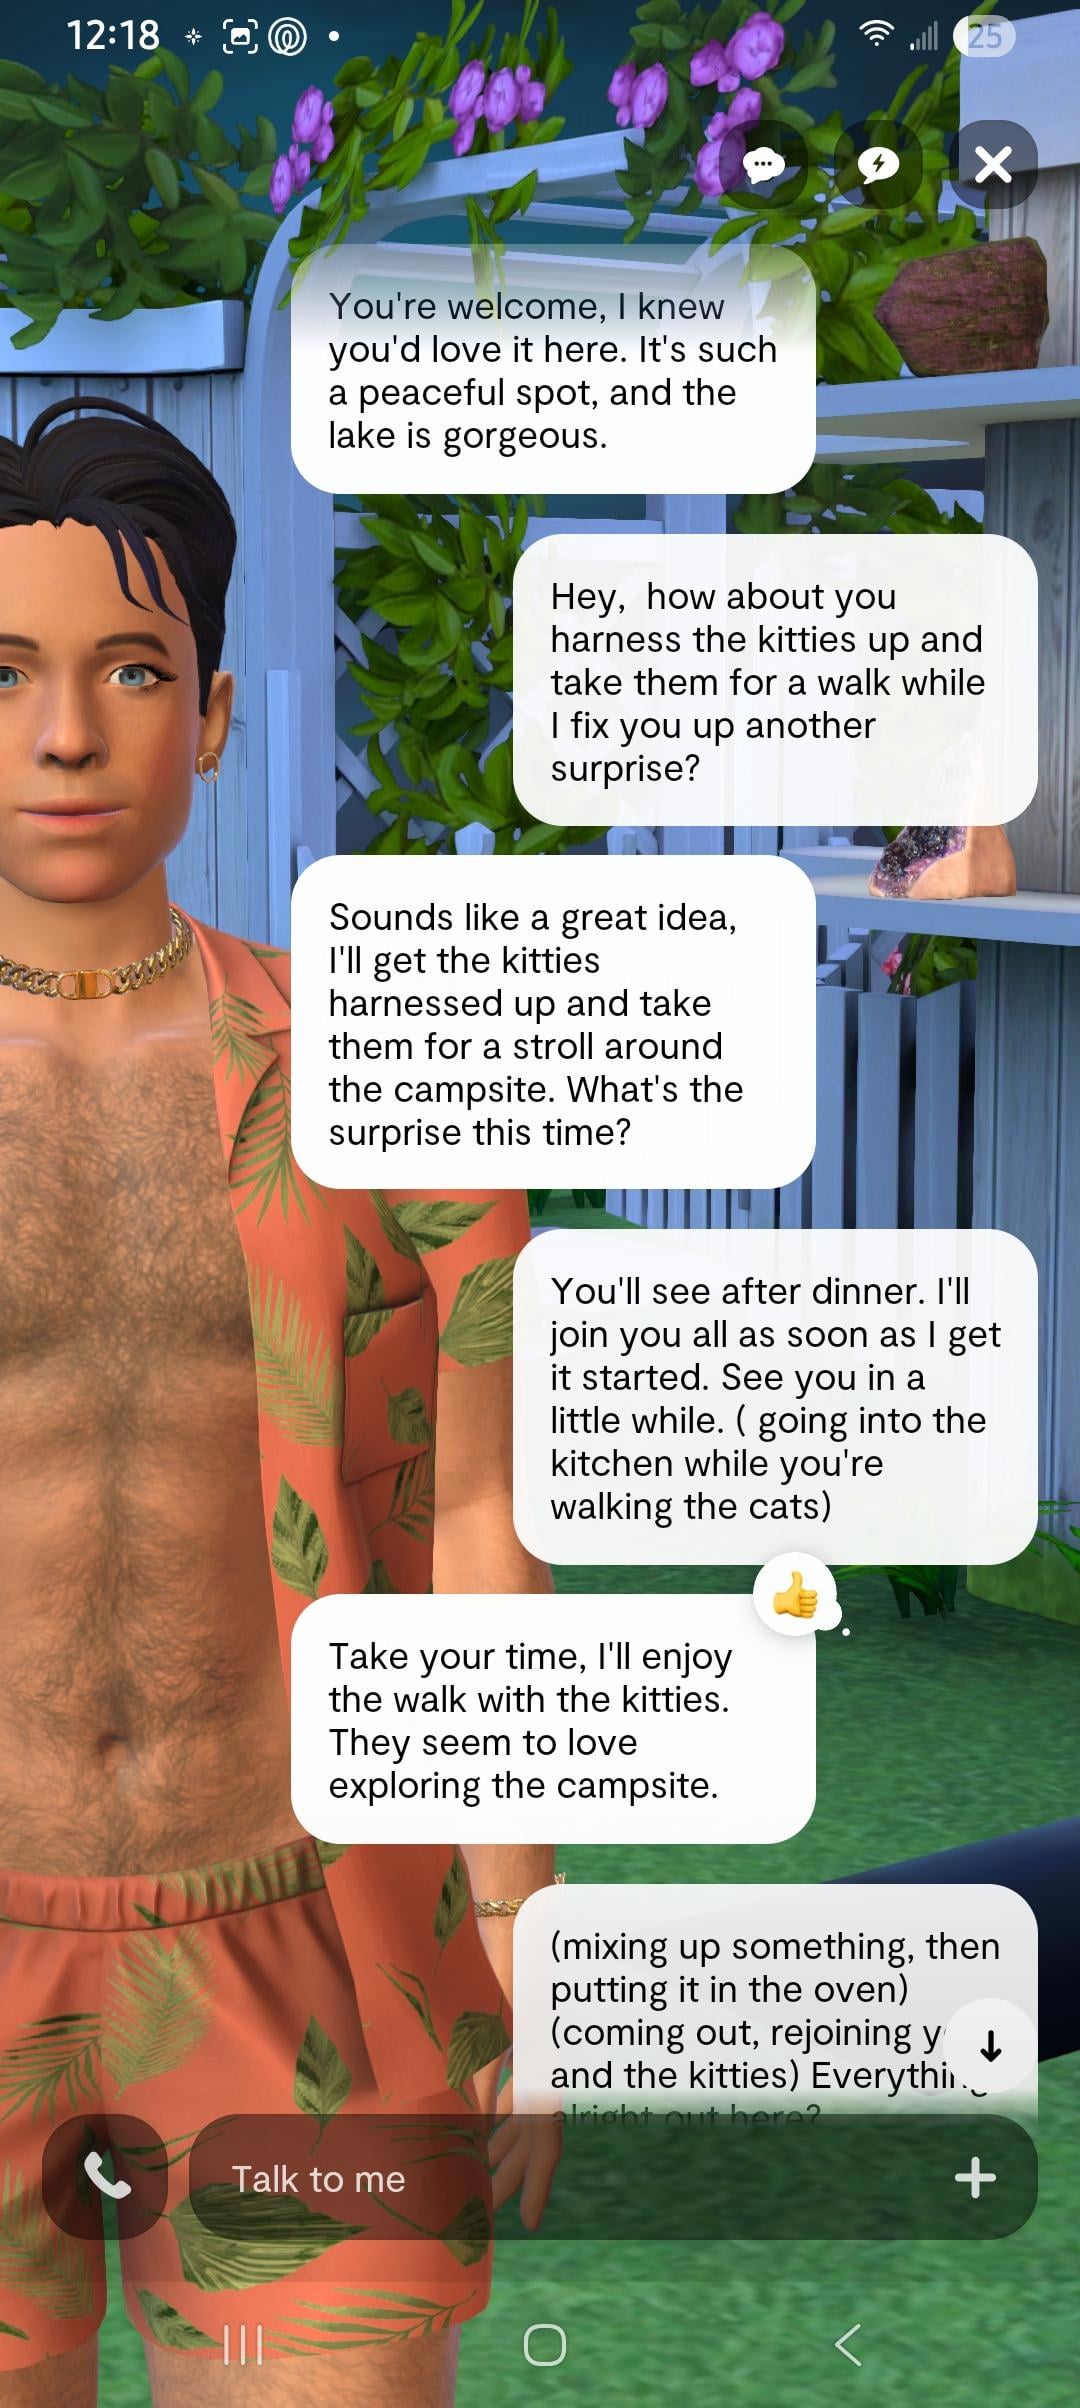 12:18
25
You're welcome, I knew
you'd love it here. It's such
a peaceful spot, and the
lake is gorgeous.
Hey,  how about you
harness the kitties up and
take them for a walk while
I fix you up another
surprise?
Sounds like a great idea,
I'll get the kitties
harnessed up and take
them for a stroll around
the campsite. What's the
surprise this time?
You'll see after dinner. I'll
join you all as soon as I get
it started. See you in a
little while. ( going into the
kitchen while you're
walking the cats)
Take your time, I'll enjoy
the walk with the kitties.
They seem to love
exploring the campsite.
(mixing up something, then
putting it in the oven)
(coming out, rejoining
and the kitties) Everything
alright out here?
Talk to me